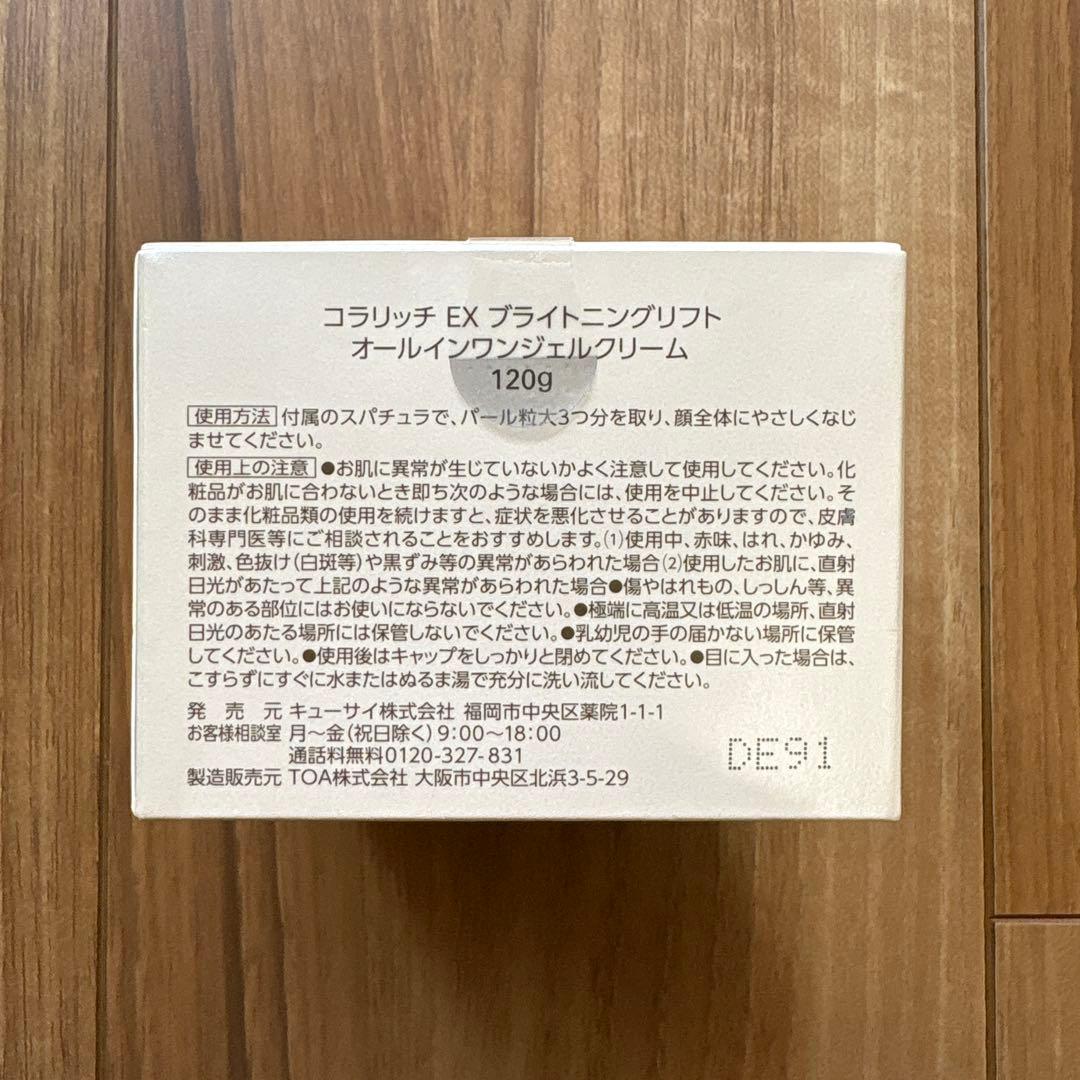 コラリッチ EX ブライトニングリフト
オールインワンジェルクリーム
120g
使用方法 付属のスパチュラで、パール粒大3つ分を取り、顔全体にやさしくなじ
ませてください。
使用上の注意 ●お肌に異常が生じていないかよく注意して使用してください。化
粧品がお肌に合わないとき即ち次のような場合には、使用を中止してください。そ
のまま化粧品類の使用を続けますと、症状を悪化させることがありますので、皮膚
科専門医等にご相談されることをおすすめします。(1)使用中、赤味、はれ、かゆみ、
刺激、色抜け(白斑等)や黒ずみ等の異常があらわれた場合(2)使用したお肌に、直射
日光があたって上記のような異常があらわれた場合●傷やはれもの、しっしん等、異
常のある部位にはお使いにならないでください。●極端に高温又は低温の場所、直射
日光のあたる場所には保管しないでください。●乳幼児の手の届かない場所に保管
してください。●使用後はキャップをしっかりと閉めてください。●目に入った場合は、
こすらずにすぐに水またはぬるま湯で充分に洗い流してください。
発売元 キューサイ株式会社 福岡市中央区薬院1-1-1
お客様相談室 月～金(祝日除く) 9:00～18:00
通話料無料0120-327-831
製造販売元 TOA株式会社 大阪市中央区北浜3-5-29
DE91